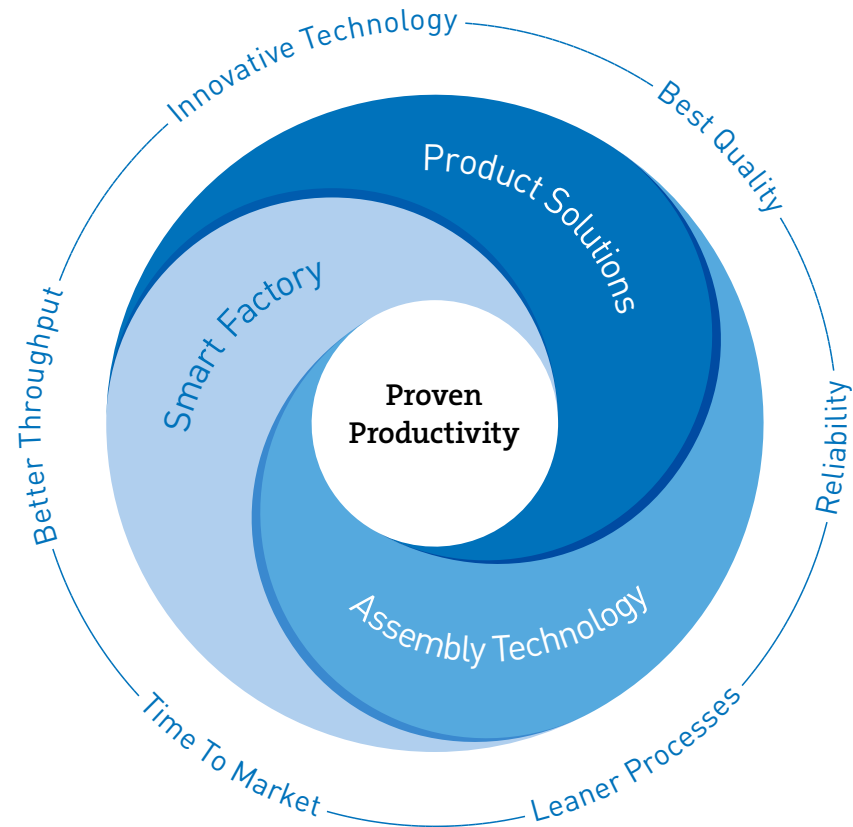 Innovative Technology
Best Quality
Reliability
Leaner Processes
Time To Market
Better Throughput
Product Solutions
Smart Factory
Assembly Technology
Proven
Productivity